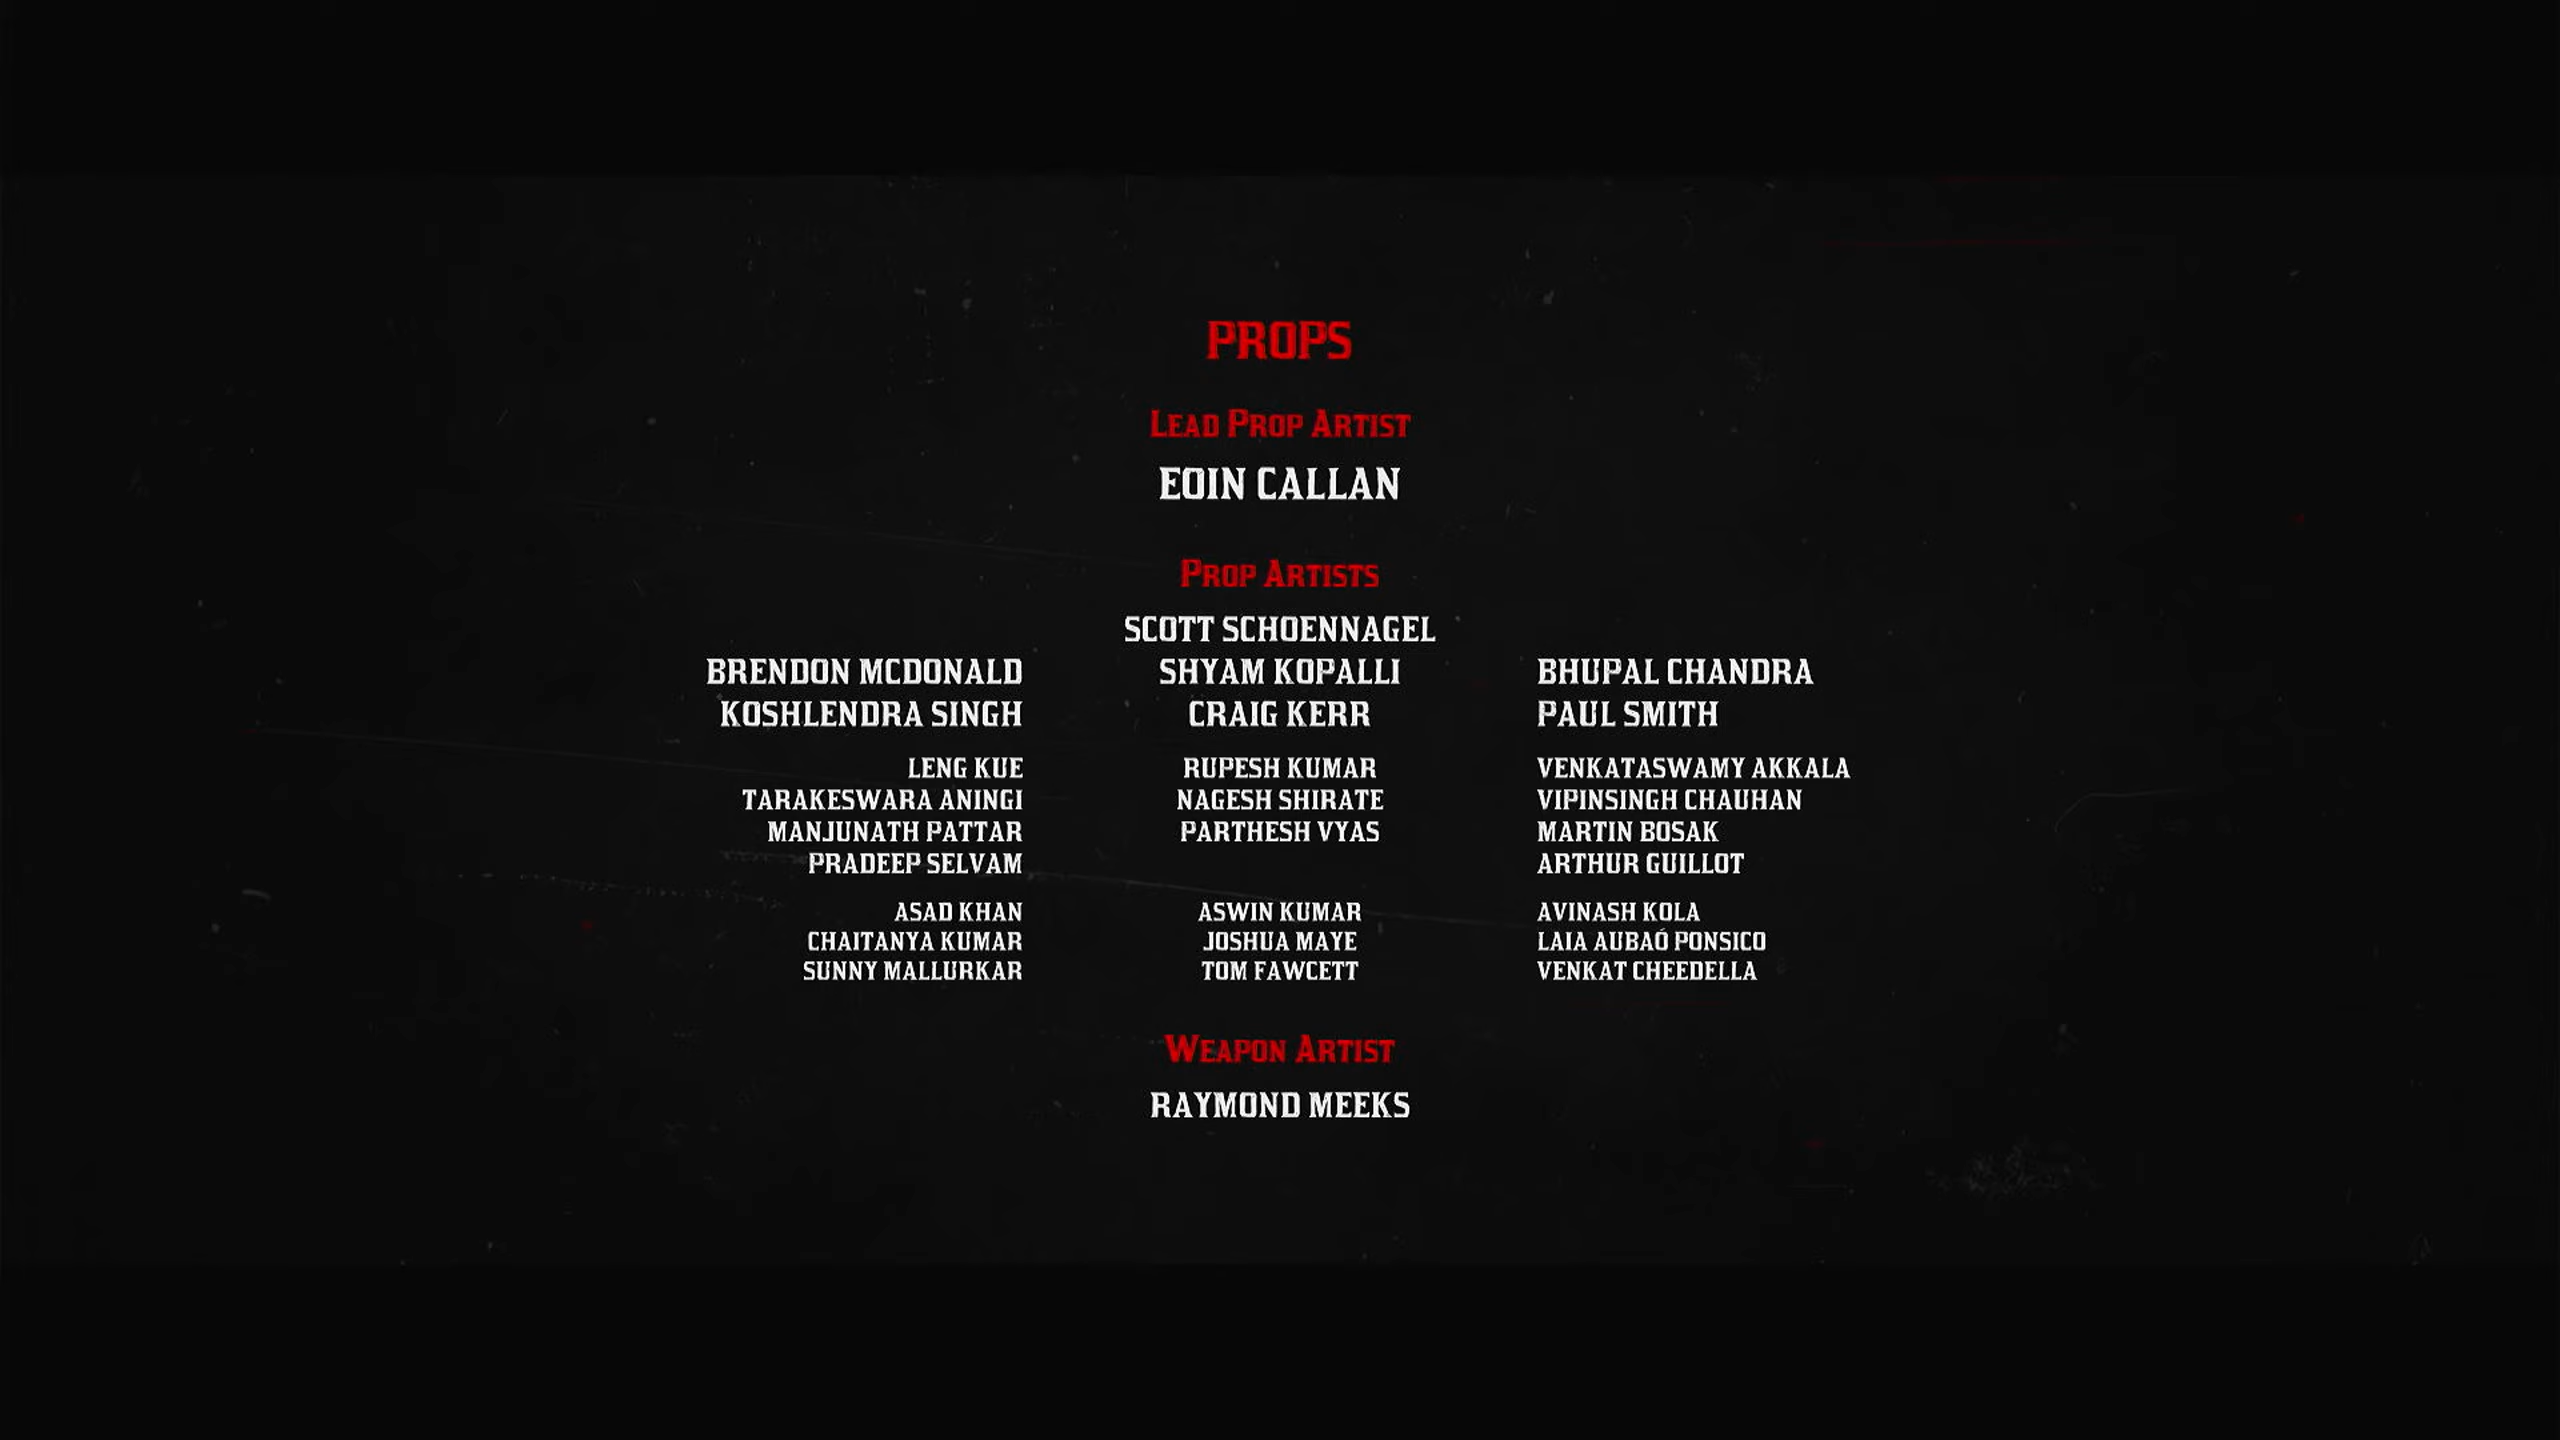 PROPS
LEAD PROP ARTIST
EOIN CALLAN
PROP ARTISTS
SCOTT SCHOENNAGEL
BRENDON MCDONALD SHYAM KOPALLI BHUPAL CHANDRA
KOSHLENDRA SINGH CRAIG KERR PAUL SMITH
LENG KUE RUPESH KUMAR VENKATASWAMY AKKALA
TARAKESWARA ANINGI NAGESH SHIRATE VIPINSINGH CHAUHAN
MANJUNATH PATTAR PARTHESH VYAS MARTIN BOSAK
PRADEEP SELVAM ARTHUR GUILLOT
ASAD KHAN ASWIN KUMAR AVINASH KOLA
CHAITANYA KUMAR JOSHUA MAYE LAIA AUBAÓ PONSICO
SUNNY MALLURKAR TOM FAWCETT VENKAT CHEEDELLA
WEAPON ARTIST
RAYMOND MEEKS